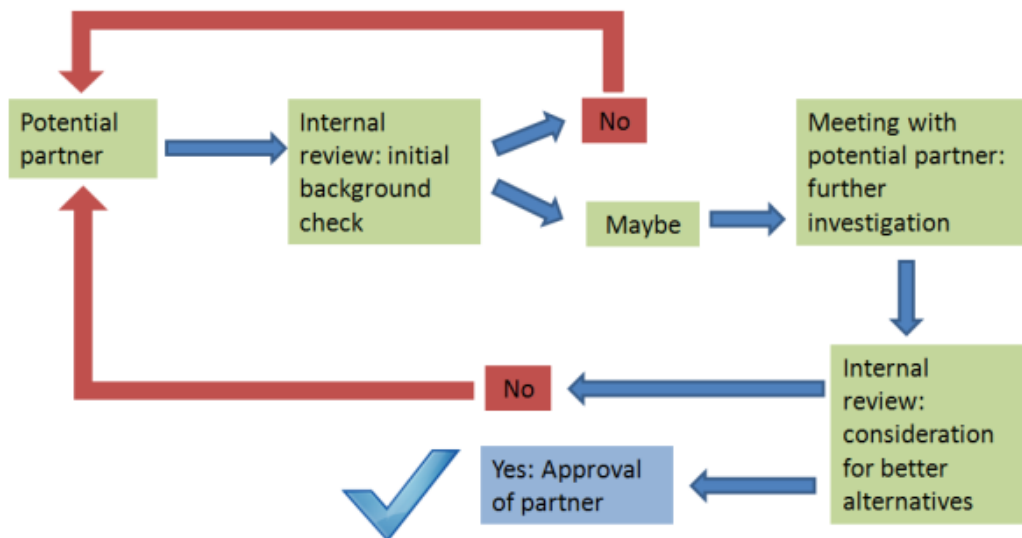 Potential
partner
Internal
review: initial
background
check
No
Maybe
Meeting with
potential partner:
further
investigation
Internal
review:
consideration
for better
alternatives
No
Yes: Approval
of partner